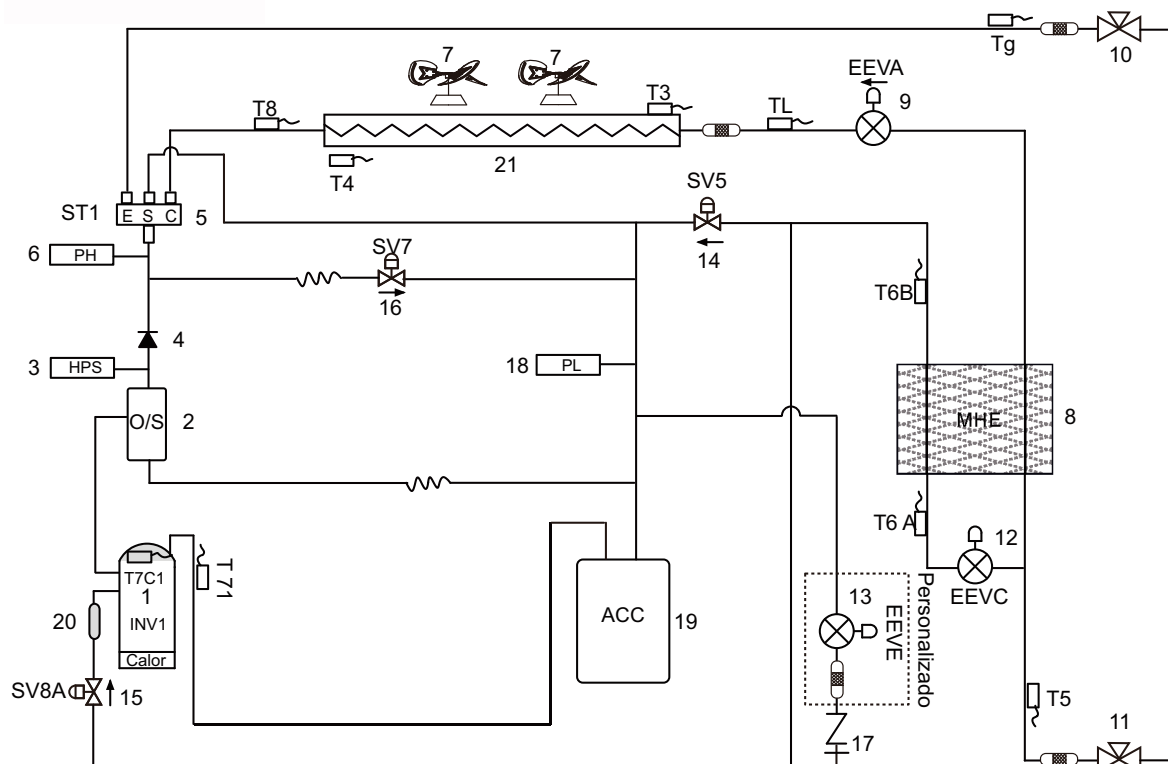 Tg
10
7
7
EEVA
9
T8
T3
TL
21
T4
SV5
ST1
E S C
5
14
6
PH
SV7
16
T6B
4
3
HPS
18
PL
O/S
2
MHE
8
T6 A
12
T7C1
1
INV1
Calor
T 71
20
ACC
19
13
EEVE
Personalizado
EEVC
SV8A
15
T5
11
17